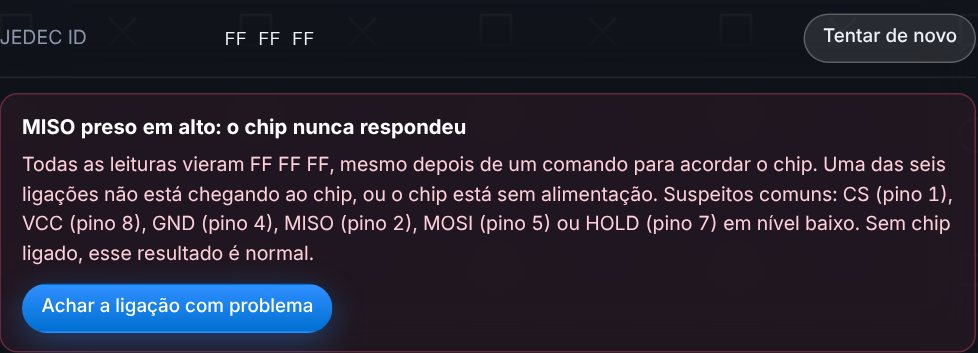 JEDEC ID FF FF FF Tentar de novo
MISO preso em alto: o chip nunca respondeu
Todas as leituras vieram FF FF FF, mesmo depois de um comando para acordar o chip. Uma das seis
ligações não está chegando ao chip, ou o chip está sem alimentação. Suspeitos comuns: CS (pino 1),
VCC (pino 8), GND (pino 4), MISO (pino 2), MOSI (pino 5) ou HOLD (pino 7) em nível baixo. Sem chip
ligado, esse resultado é normal.
Achar a ligação com problema